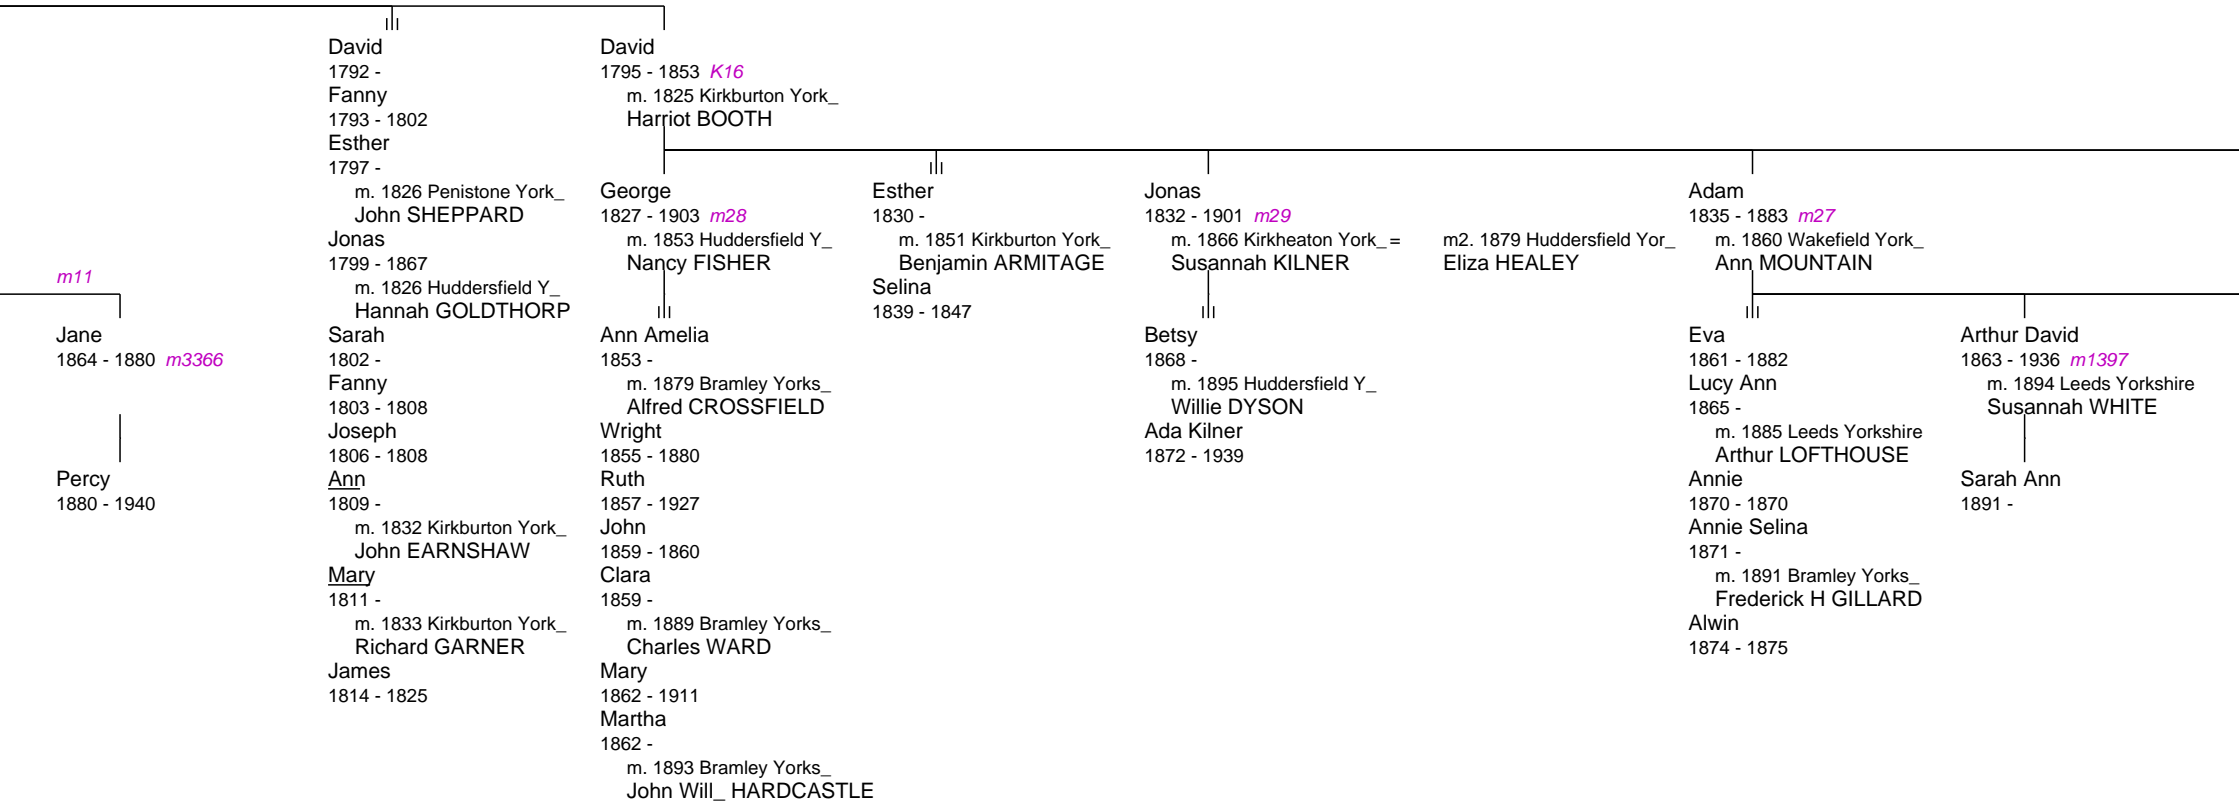 m11
Jane
1864 - 1880 m3366
Percy
1880 - 1940
David
1792 -
Fanny
1793 - 1802
Esther
1797 -
m. 1826 Penistone York_
John SHEPPARD
Jonas
1799 - 1867
m. 1826 Huddersfield Y_
Hannah GOLDTHORP
Sarah
1802 -
Fanny
1803 - 1808
Joseph
1806 - 1808
Ann
1809 -
m. 1832 Kirkburton York_
John EARNSHAW
Mary
1811 -
m. 1833 Kirkburton York_
Richard GARNER
James
1814 - 1825
David
1795 - 1853 K16
m. 1825 Kirkburton York_
Harriot BOOTH
George
1827 - 1903 m28
m. 1853 Huddersfield Y_
Nancy FISHER
Ann Amelia
1853 -
m. 1879 Bramley Yorks_
Alfred CROSSFIELD
Wright
1855 - 1880
Ruth
1857 - 1927
John
1859 - 1860
Clara
1859 -
m. 1889 Bramley Yorks_
Charles WARD
Mary
1862 - 1911
Martha
1862 -
m. 1893 Bramley Yorks_
John Will_ HARDCASTLE
Esther
1830 -
m. 1851 Kirkburton York_
Benjamin ARMITAGE
Selina
1839 - 1847
Jonas
1832 - 1901 m29
m. 1866 Kirkheaton York_ =
Susannah KILNER
m2. 1879 Huddersfield Yor_
Eliza HEALEY
Betsy
1868 -
m. 1895 Huddersfield Y_
Willie DYSON
Ada Kilner
1872 - 1939
Adam
1835 - 1883 m27
m. 1860 Wakefield York_
Ann MOUNTAIN
Eva
1861 - 1882
Lucy Ann
1865 -
m. 1885 Leeds Yorkshire
Arthur LOFTHOUSE
Annie
1870 - 1870
Annie Selina
1871 -
m. 1891 Bramley Yorks_
Frederick H GILLARD
Alwin
1874 - 1875
Arthur David
1863 - 1936 m1397
m. 1894 Leeds Yorkshire
Susannah WHITE
Sarah Ann
1891 -